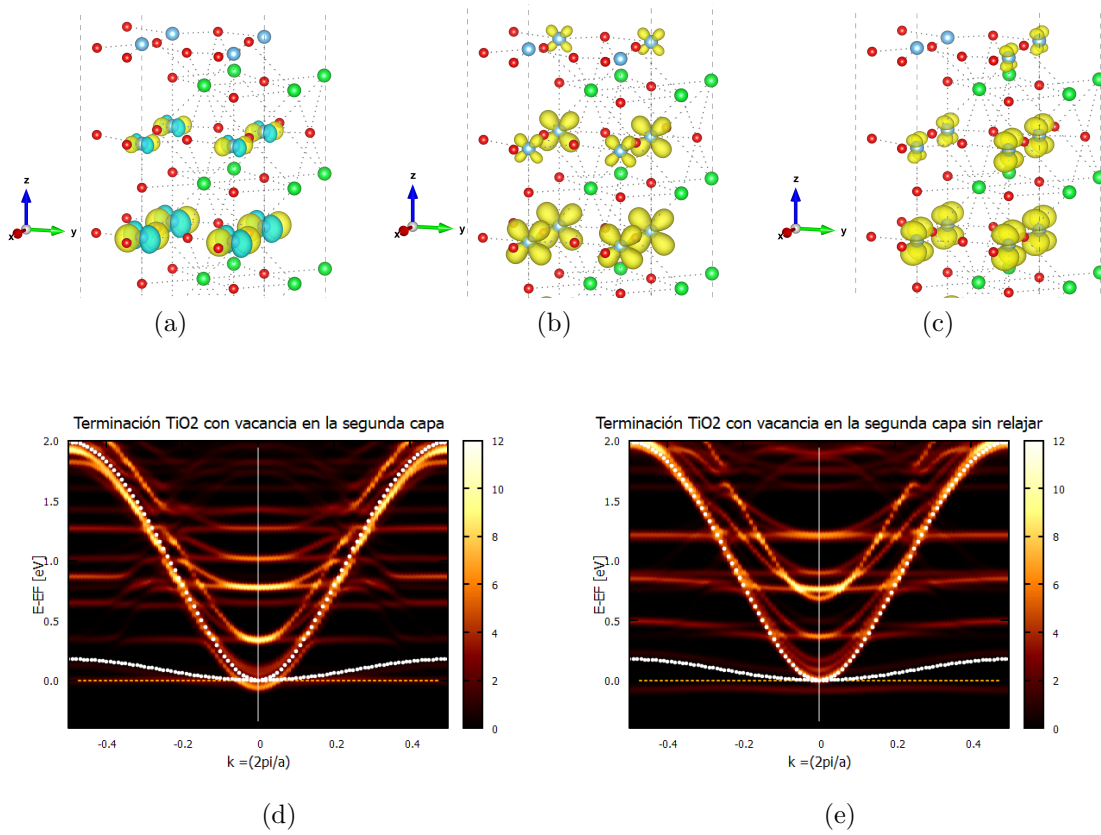 z
x
y
(a)
z
x
y
(b)
z
x
y
(c)
Terminación TiO2 con vacancia en la segunda capa
2.0
1.5
1.0
0.5
0.0
E-EF [eV]
-0.4
-0.2
0
0.2
0.4
k =(2pi/a)
12
10
8
6
4
2
0
(d)
Terminación TiO2 con vacancia en la segunda capa sin relajar
2.0
1.5
1.0
0.5
0.0
E-EF [eV]
-0.4
-0.2
0
0.2
0.4
k =(2pi/a)
12
10
8
6
4
2
0
(e)